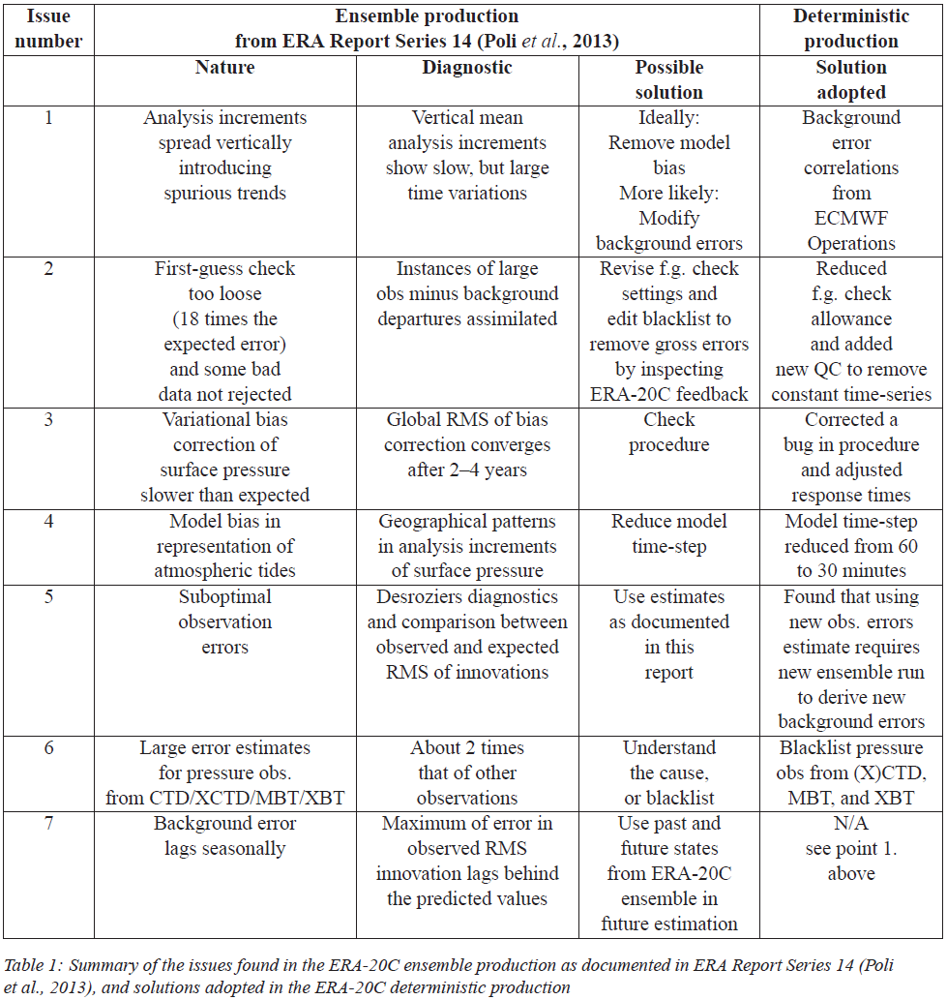 Issue
number
Ensemble production
from ERA Report Series 14 (Poli et al., 2013)
Deterministic
production
Nature
Diagnostic
Possible
solution
Solution
adopted
1
Analysis increments
spread vertically
introducing
spurious trends
Vertical mean
analysis increments
show slow, but large
time variations
Ideally:
Remove model
bias
More likely:
Modify
background errors
Background
error
correlations
from
ECMWF
Operations
2
First-guess check
too loose
(18 times the
expected error)
and some bad
data not rejected
Instances of large
obs minus background
departures assimilated
Revise f.g. check
settings and
edit blacklist to
remove gross errors
by inspecting
ERA-20C feedback
Reduced
f.g. check
allowance
and added
new QC to remove
constant time-series
3
Variational bias
correction of
surface pressure
slower than expected
Global RMS of bias
correction converges
after 2–4 years
Check
procedure
Corrected a
bug in procedure
and adjusted
response times
4
Model bias in
representation of
atmospheric tides
Geographical patterns
in analysis increments
of surface pressure
Reduce model
time-step
Model time-step
reduced from 60
to 30 minutes
5
Suboptimal
observation
errors
Desroziers diagnostics
and comparison between
observed and expected
RMS of innovations
Use estimates
as documented
in this
report
Found that using
new obs. errors
estimate requires
new ensemble run
to derive new
background errors
6
Large error estimates
for pressure obs.
from CTD/XCTD/MBT/XBT
About 2 times
that of other
observations
Understand
the cause,
or blacklist
Blacklist pressure
obs from (X)CTD,
MBT, and XBT
7
Background error
lags seasonally
Maximum of error in
observed RMS
innovation lags behind
the predicted values
Use past and
future states
from ERA-20C
ensemble in
future estimation
N/A
see point 1.
above
Table 1: Summary of the issues found in the ERA-20C ensemble production as documented in ERA Report Series 14 (Poli
et al., 2013), and solutions adopted in the ERA-20C deterministic production